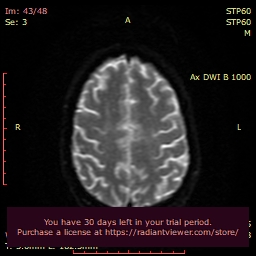 Im: 43/48
Se: 3
A
STP60
STP60
M
Ax DWI B 1000
R
L
You have 30 days left in your trial period.
Purchase a license at https://radiantviewer.com/store/